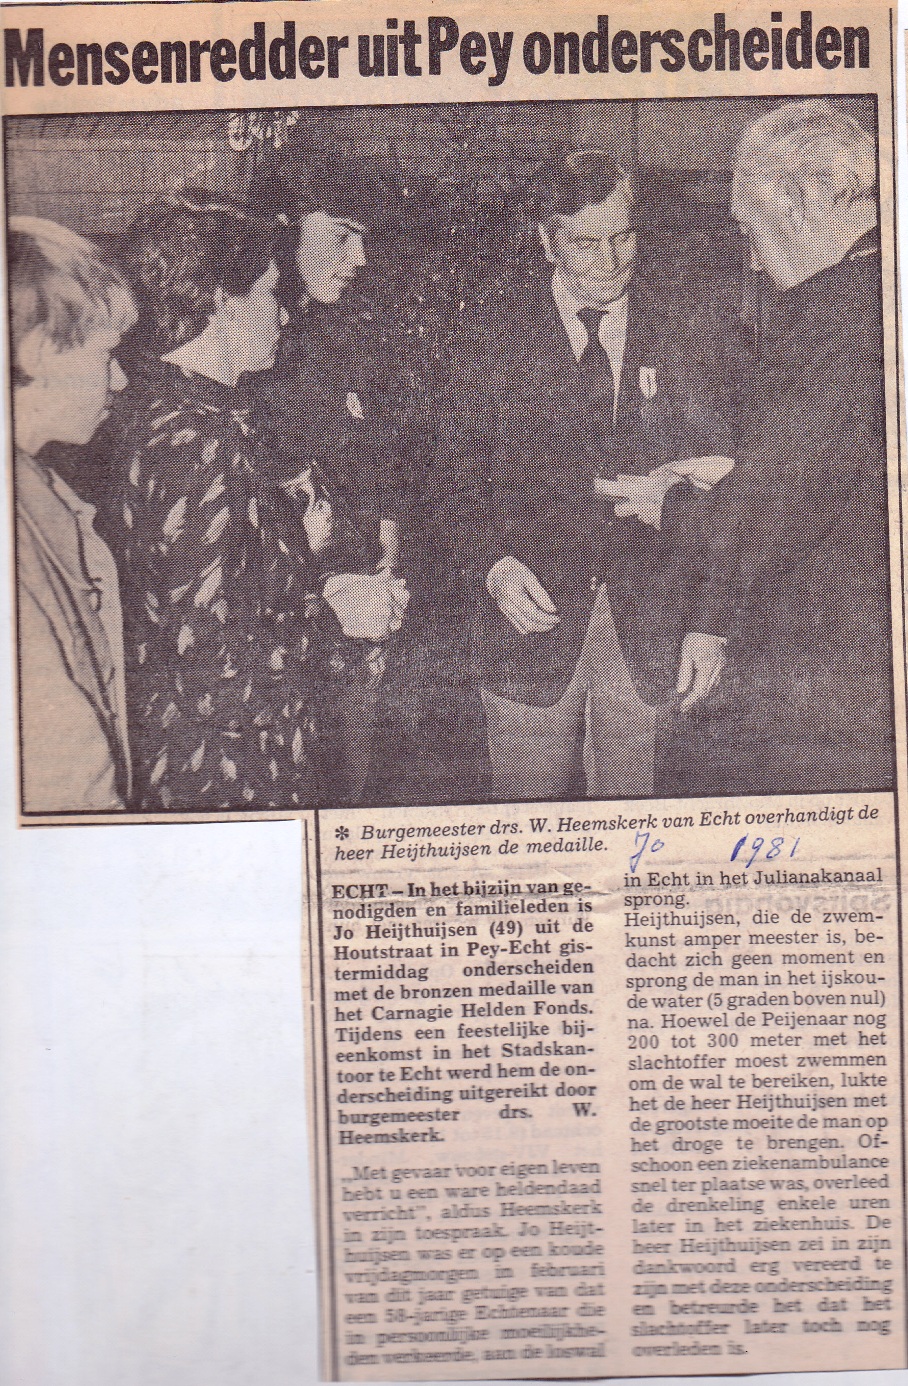 Mensenredder uit Pey onderscheiden
✻ Burgemeester drs. W. Heemskerk van Echt overhandigt de
heer Heijthuijsen de medaille.
Jo 1981
ECHT – In het bijzijn van ge-
nodigden en familieleden is
Jo Heijthuijsen (49) uit de
Houtstraat in Pey-Echt gis-
termiddag onderscheiden
met de bronzen medaille van
het Carnagie Helden Fonds.
Tijdens een feestelijke bij-
eenkomst in het Stadskan-
toor te Echt werd hem de on-
derscheiding uitgereikt door
burgemeester drs. W.
Heemskerk.
„Met gevaar voor eigen leven
hebt u een ware heldendaad
verricht”, aldus Heemskerk
in zijn toespraak. Jo Heijt-
huijsen was er op een koude
vrijdagmorgen in februari
van dit jaar getuige van dat
een 58-jarige Echtenaar die
in persoonlijke moeilijkhe-
den verkeerde, aan de loswal
in Echt in het Julianakanaal
sprong.
Heijthuijsen, die de zwem-
kunst amper meester is, be-
dacht zich geen moment en
sprong de man in het ijskou-
de water (5 graden boven nul)
na. Hoewel de Peijenaar nog
200 tot 300 meter met het
slachtoffer moest zwemmen
om de wal te bereiken, lukte
het de heer Heijthuijsen met
de grootste moeite de man op
het droge te brengen. Of-
schoon een ziekenambulance
snel ter plaatse was, overleed
de drenkeling enkele uren
later in het ziekenhuis. De
heer Heijthuijsen zei in zijn
dankwoord erg vereerd te
zijn met deze onderscheiding
en betreurde het dat het
slachtoffer later toch nog
overleden is.